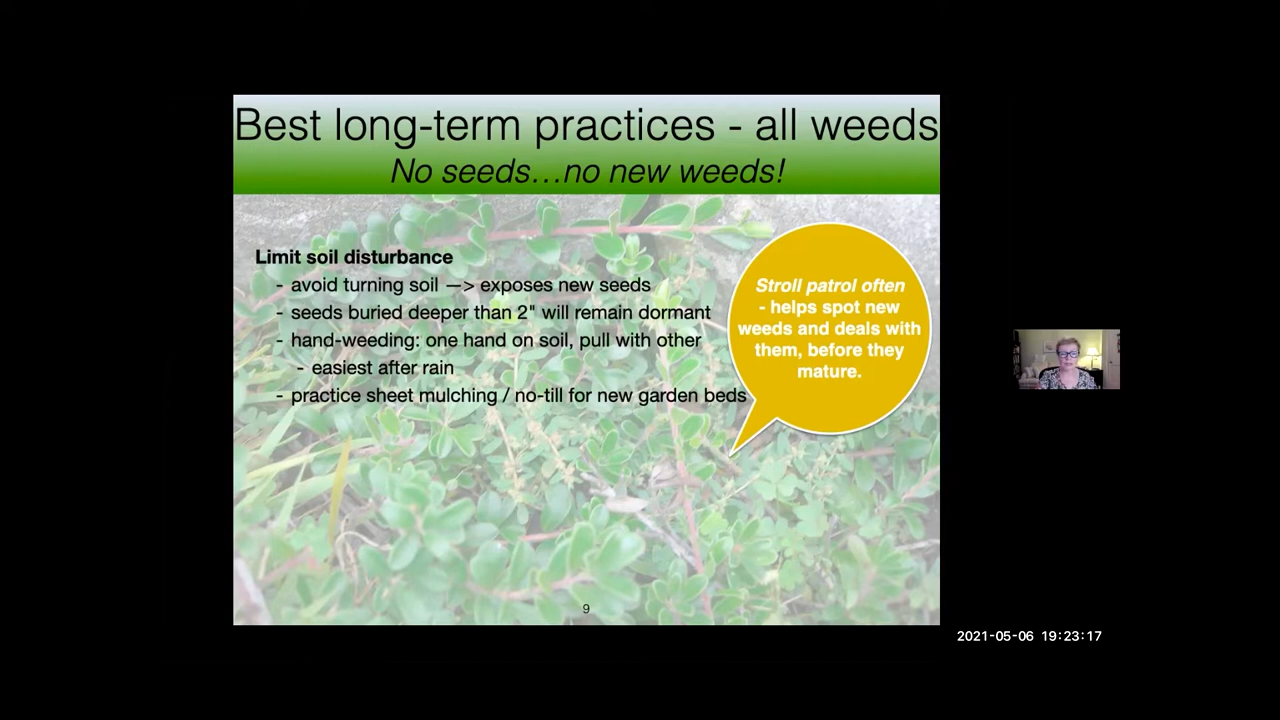 Best long-term practices - all weeds
No seeds…no new weeds!
Limit soil disturbance
- avoid turning soil —> exposes new seeds
- seeds buried deeper than 2" will remain dormant
- hand-weeding: one hand on soil, pull with other
- easiest after rain
- practice sheet mulching / no-till for new garden beds
Stroll patrol often
- helps spot new
weeds and deals with
them, before they
mature.
9
2021-05-06 19:23:17